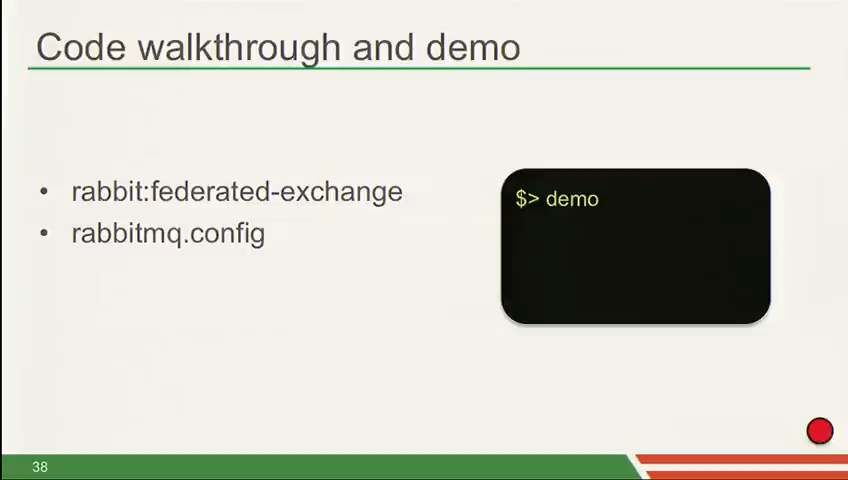 Code walkthrough and demo
• rabbit:federated-exchange
• rabbitmq.config
$> demo
38